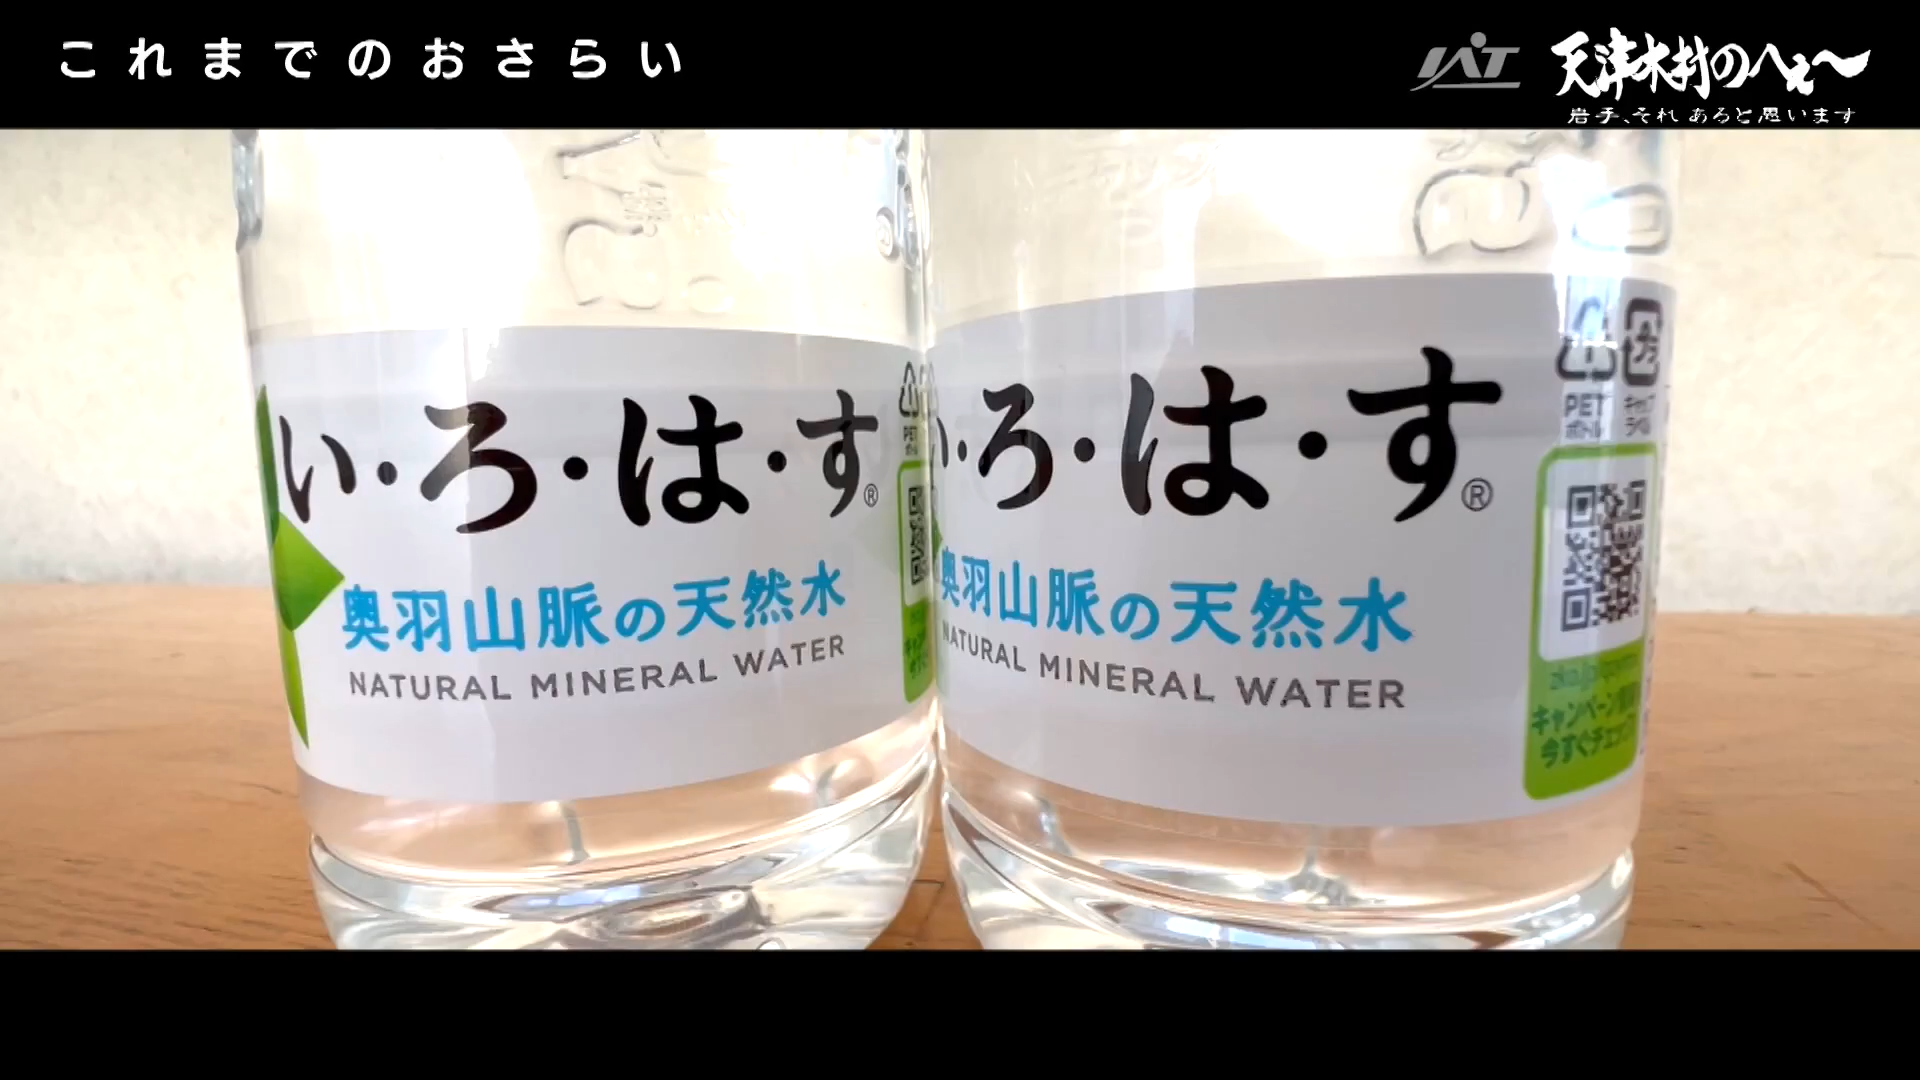 これまでのおさらい
IAT
天津木村のへぇ〜
岩手、それ あると思います
い・ろ・は・す®
奥羽山脈の天然水
NATURAL MINERAL WATER
ろ・は・す®
奥羽山脈の天然水
NATURAL MINERAL WATER
PET
ボトル
キャップ
ラベル
キャンペーン
今すぐチェック